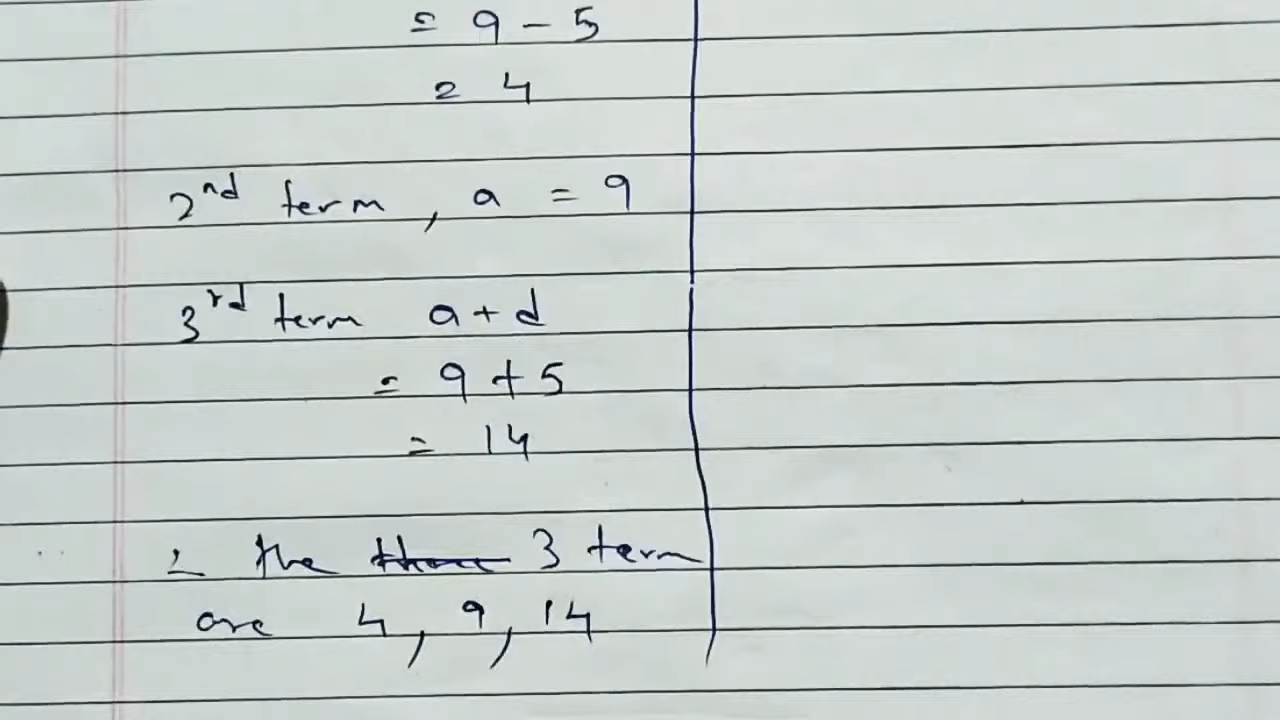 = 9 - 5
= 4
2nd term, a = 9
3rd term a + d
= 9 + 5
= 14
∴ the 3 term
are 4, 9, 14